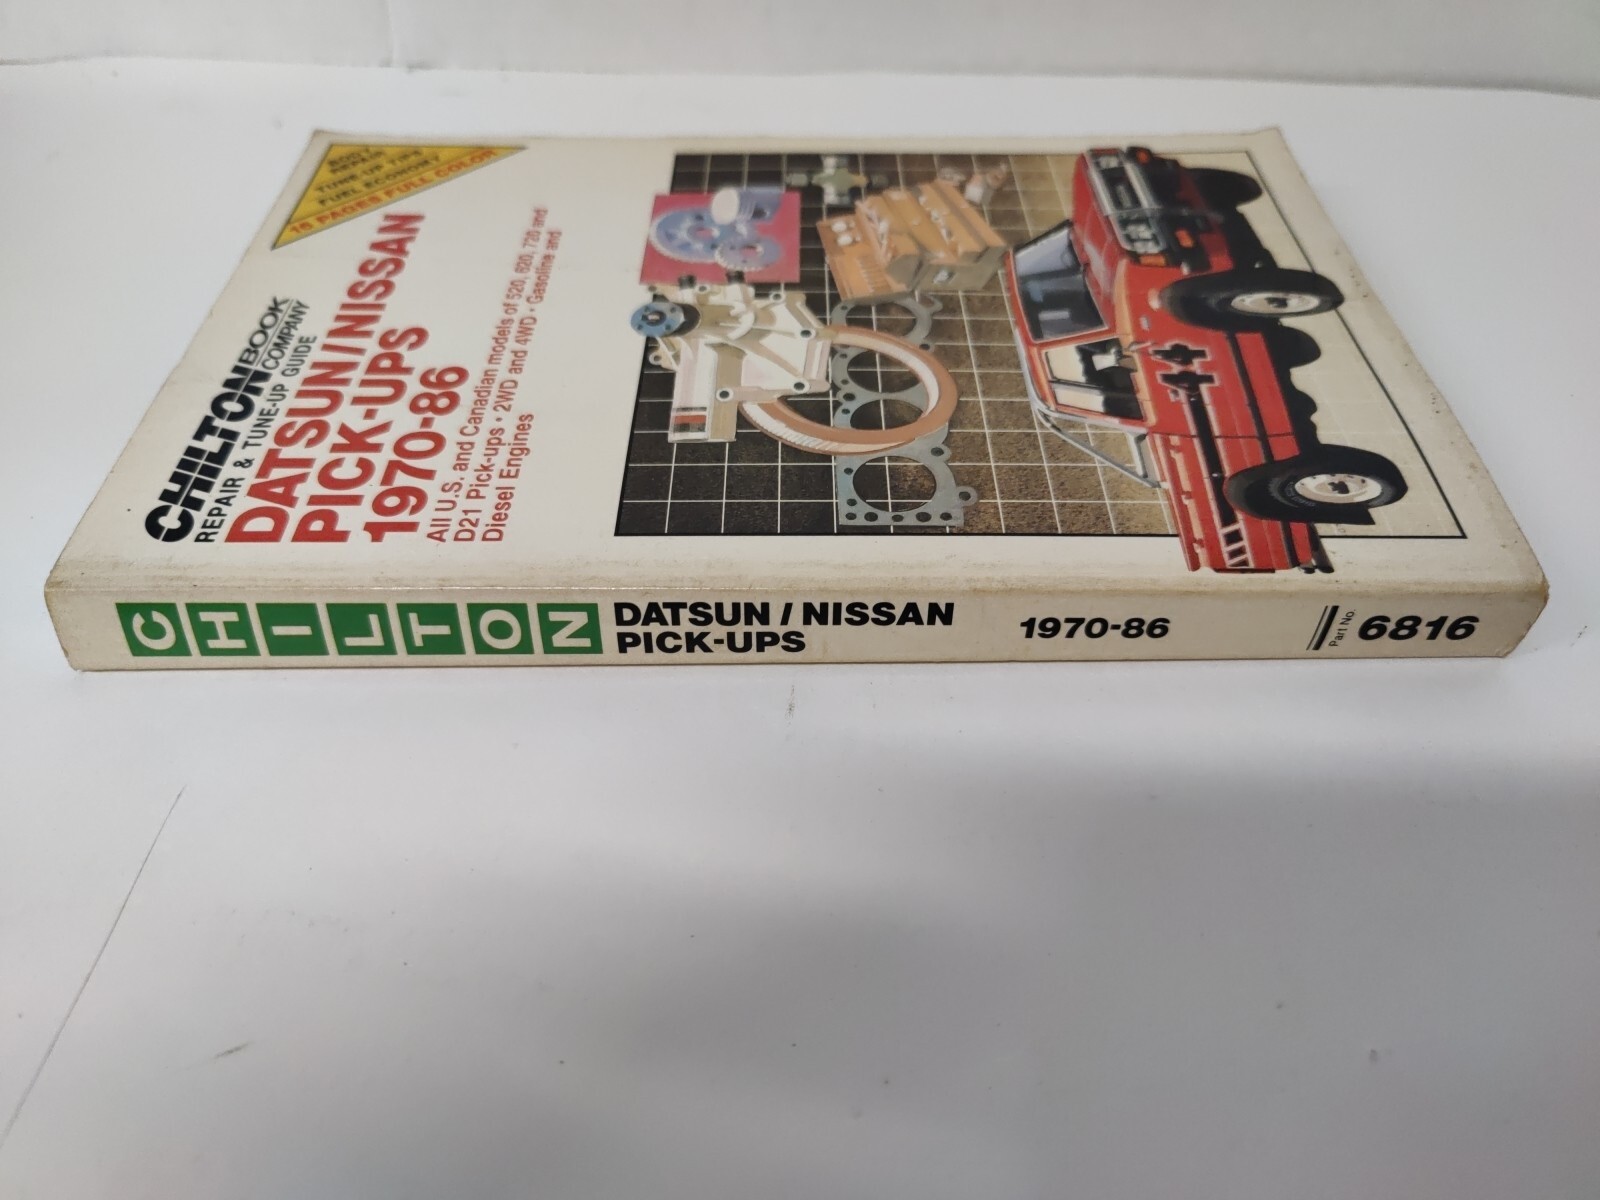 BODY
REPAIR TIPS
TUNE-UP TIPS
FUEL ECONOMY
16 PAGES FULL COLOR
CHILTON BOOK
COMPANY
REPAIR & TUNE-UP GUIDE
DATSUN/NISSAN
PICK-UPS
1970-86
All U.S. and Canadian models of 520, 620, 720 and
D21 Pick-ups • 2WD and 4WD • Gasoline and
Diesel Engines
4x4
CHILTON
DATSUN / NISSAN
PICK-UPS
1970-86
Part No.
6816